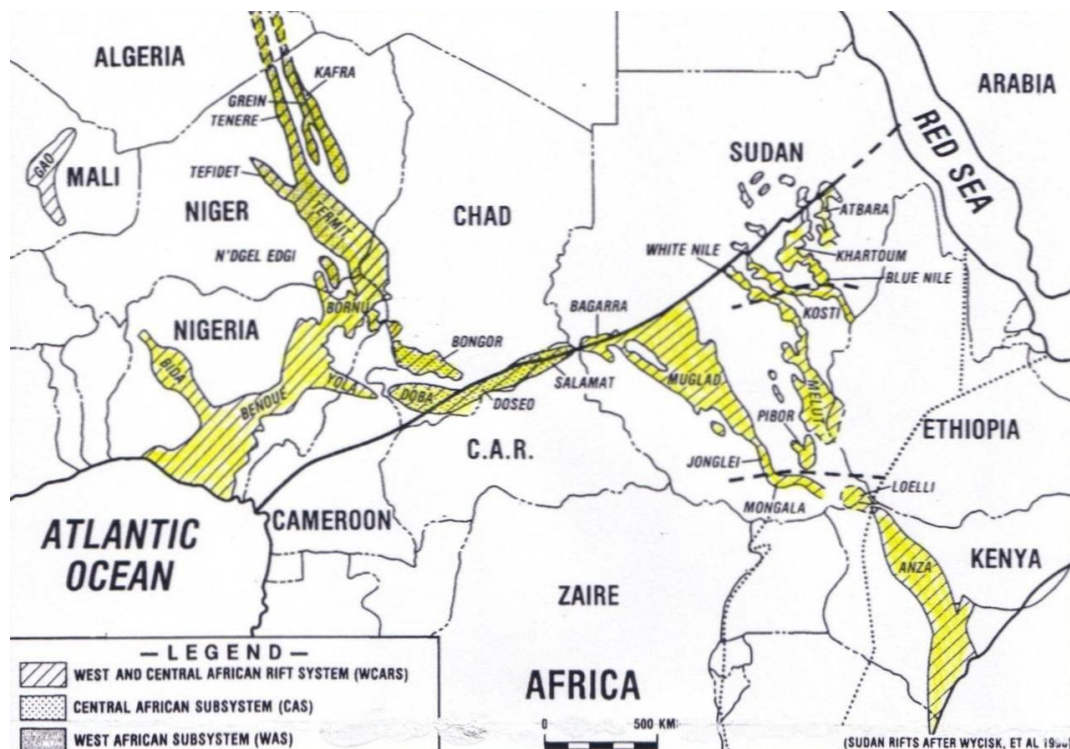 ALGERIA
KAFRA
GREIN
TENERE
ARABIA
RED SEA
GAO
MALI
SUDAN
TEFIDET
NIGER
TERMIT
CHAD
ATBARA
KHARTOUM
WHITE NILE
N'DGEL EDGI
BLUE NILE
BORNU
BAGARRA
KOSTI
NIGERIA
BONGOR
BIDA
YOLA
BENOUE
DOBA
DOSEO
SALAMAT
MUGLAD
MELUT
PIBOR
ETHIOPIA
C.A.R.
JONGLEI
LOELLI
MONGALA
CAMEROON
ATLANTIC
OCEAN
KENYA
ANZA
ZAIRE
AFRICA
— LEGEND —
WEST AND CENTRAL AFRICAN RIFT SYSTEM (WCARS)
CENTRAL AFRICAN SUBSYSTEM (CAS)
WEST AFRICAN SUBSYSTEM (WAS)
0 500 KM
(SUDAN RIFTS AFTER WYCISK, ET AL